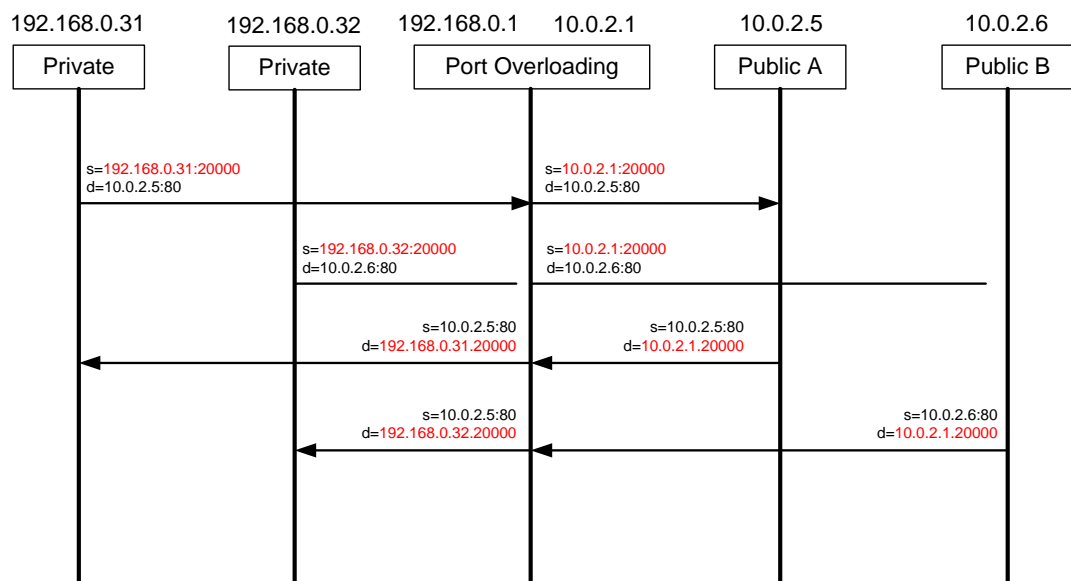 192.168.0.31 192.168.0.32 192.168.0.1 10.0.2.1 10.0.2.5 10.0.2.6
Private Private Port Overloading Public A Public B
s=192.168.0.31:20000 s=10.0.2.1:20000
d=10.0.2.5:80 d=10.0.2.5:80
s=192.168.0.32:20000 s=10.0.2.1:20000
d=10.0.2.6:80 d=10.0.2.6:80
s=10.0.2.5:80 s=10.0.2.5:80
d=192.168.0.31.20000 d=10.0.2.1.20000
s=10.0.2.5:80 s=10.0.2.6:80
d=192.168.0.32.20000 d=10.0.2.1.20000